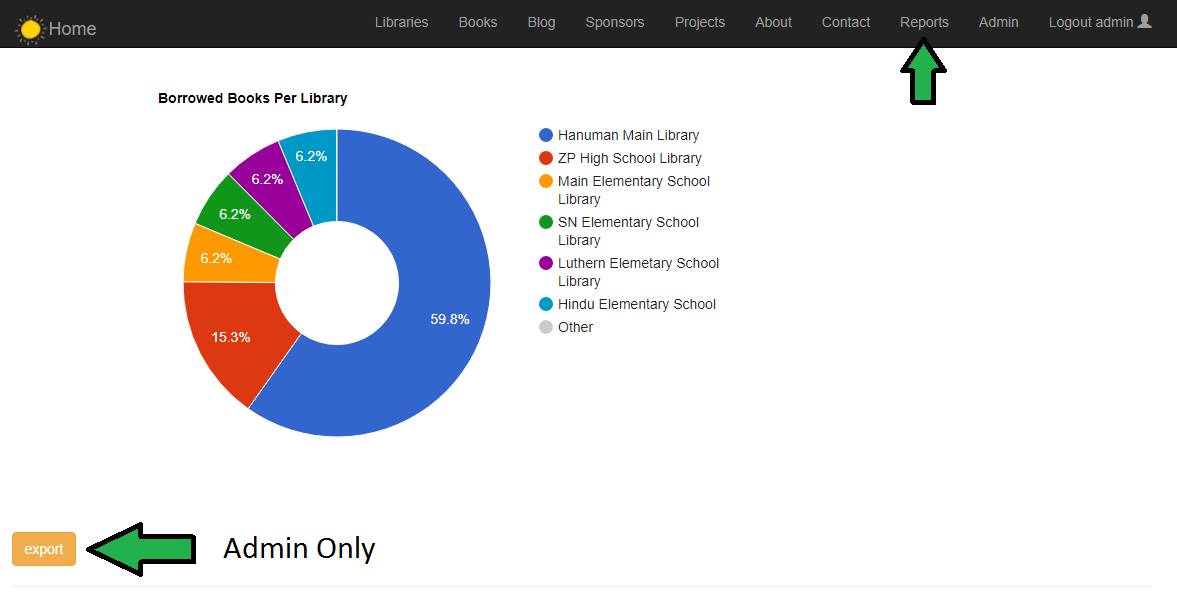 Home Libraries Books Blog Sponsors Projects About Contact Reports Admin Logout admin
Borrowed Books Per Library
6.2%
6.2%
6.2%
6.2%
15.3%
59.8%
Hanuman Main Library
ZP High School Library
Main Elementary School
Library
SN Elementary School
Library
Luthern Elemetary School
Library
Hindu Elementary School
Other
export
Admin Only